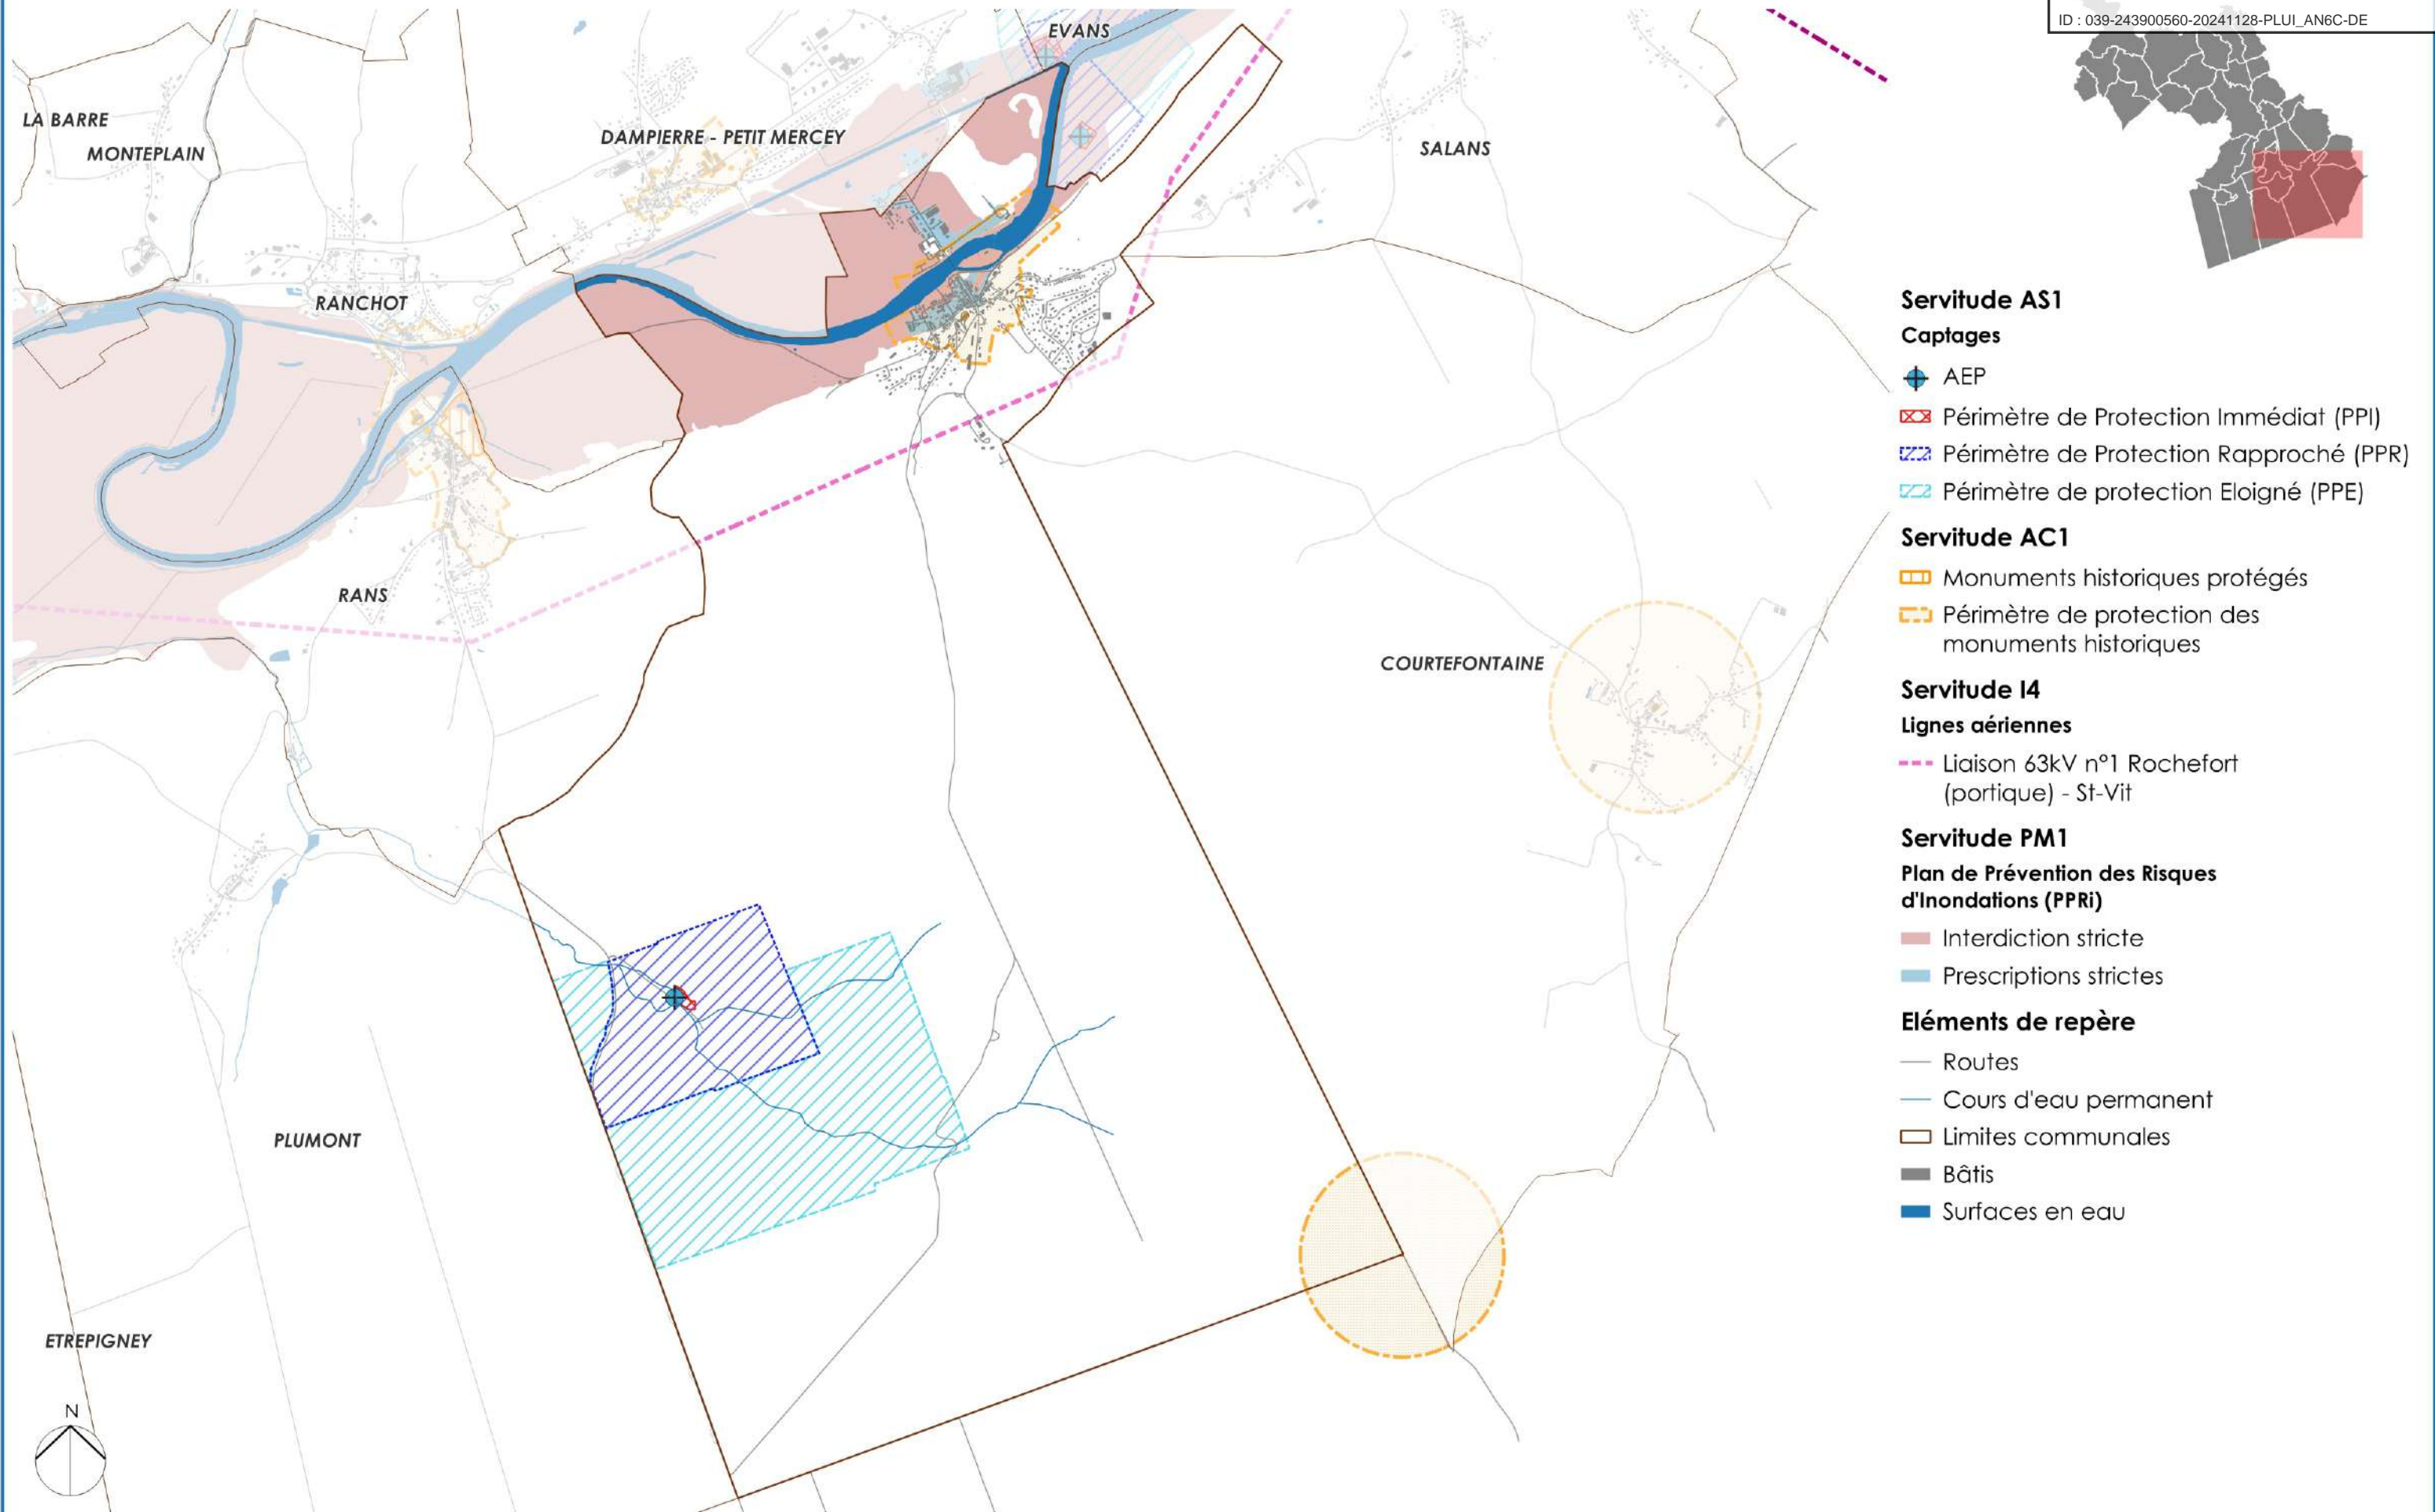 ID : 039-243900560-20241128-PLUI_AN6C-DE
EVANS
LA BARRE
MONTEPLAIN
DAMPIERRE - PETIT MERCEY
SALANS
RANCHOT
RANS
COURTEFONTAINE
PLUMONT
ETREPIGNEY
N
Servitude AS1
Captages
AEP
Périmètre de Protection Immédiat (PPI)
Périmètre de Protection Rapproché (PPR)
Périmètre de protection Eloigné (PPE)
Servitude AC1
Monuments historiques protégés
Périmètre de protection des
monuments historiques
Servitude I4
Lignes aériennes
Liaison 63kV n°1 Rochefort
(portique) - St-Vit
Servitude PM1
Plan de Prévention des Risques
d'Inondations (PPRi)
Interdiction stricte
Prescriptions strictes
Eléments de repère
Routes
Cours d'eau permanent
Limites communales
Bâtis
Surfaces en eau